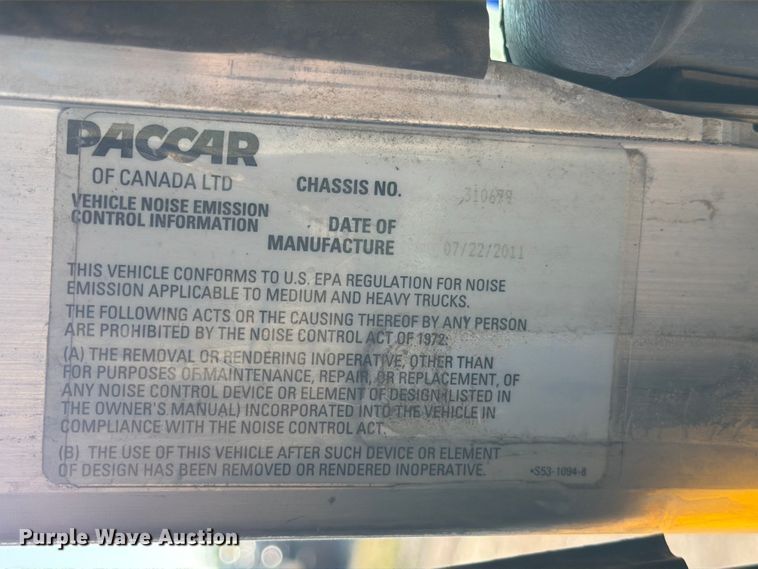 PACCAR
OF CANADA LTD
CHASSIS NO.
VEHICLE NOISE EMISSION
CONTROL INFORMATION
DATE OF
MANUFACTURE 07/22/2011
THIS VEHICLE CONFORMS TO U.S. EPA REGULATION FOR NOISE
EMISSION APPLICABLE TO MEDIUM AND HEAVY TRUCKS.
THE FOLLOWING ACTS OR THE CAUSING THEREOF BY ANY PERSON
ARE PROHIBITED BY THE NOISE CONTROL ACT OF 1972:
(A) THE REMOVAL OR RENDERING INOPERATIVE, OTHER THAN
FOR PURPOSES OF MAINTENANCE, REPAIR, OR REPLACEMENT, OF
ANY NOISE CONTROL DEVICE OR ELEMENT OF DESIGN (LISTED IN
THE OWNER'S MANUAL) INCORPORATED INTO THE VEHICLE IN
COMPLIANCE WITH THE NOISE CONTROL ACT.
(B) THE USE OF THIS VEHICLE AFTER SUCH DEVICE OR ELEMENT
OF DESIGN HAS BEEN REMOVED OR RENDERED INOPERATIVE.
*S53-1094-8
Purple Wave Auction